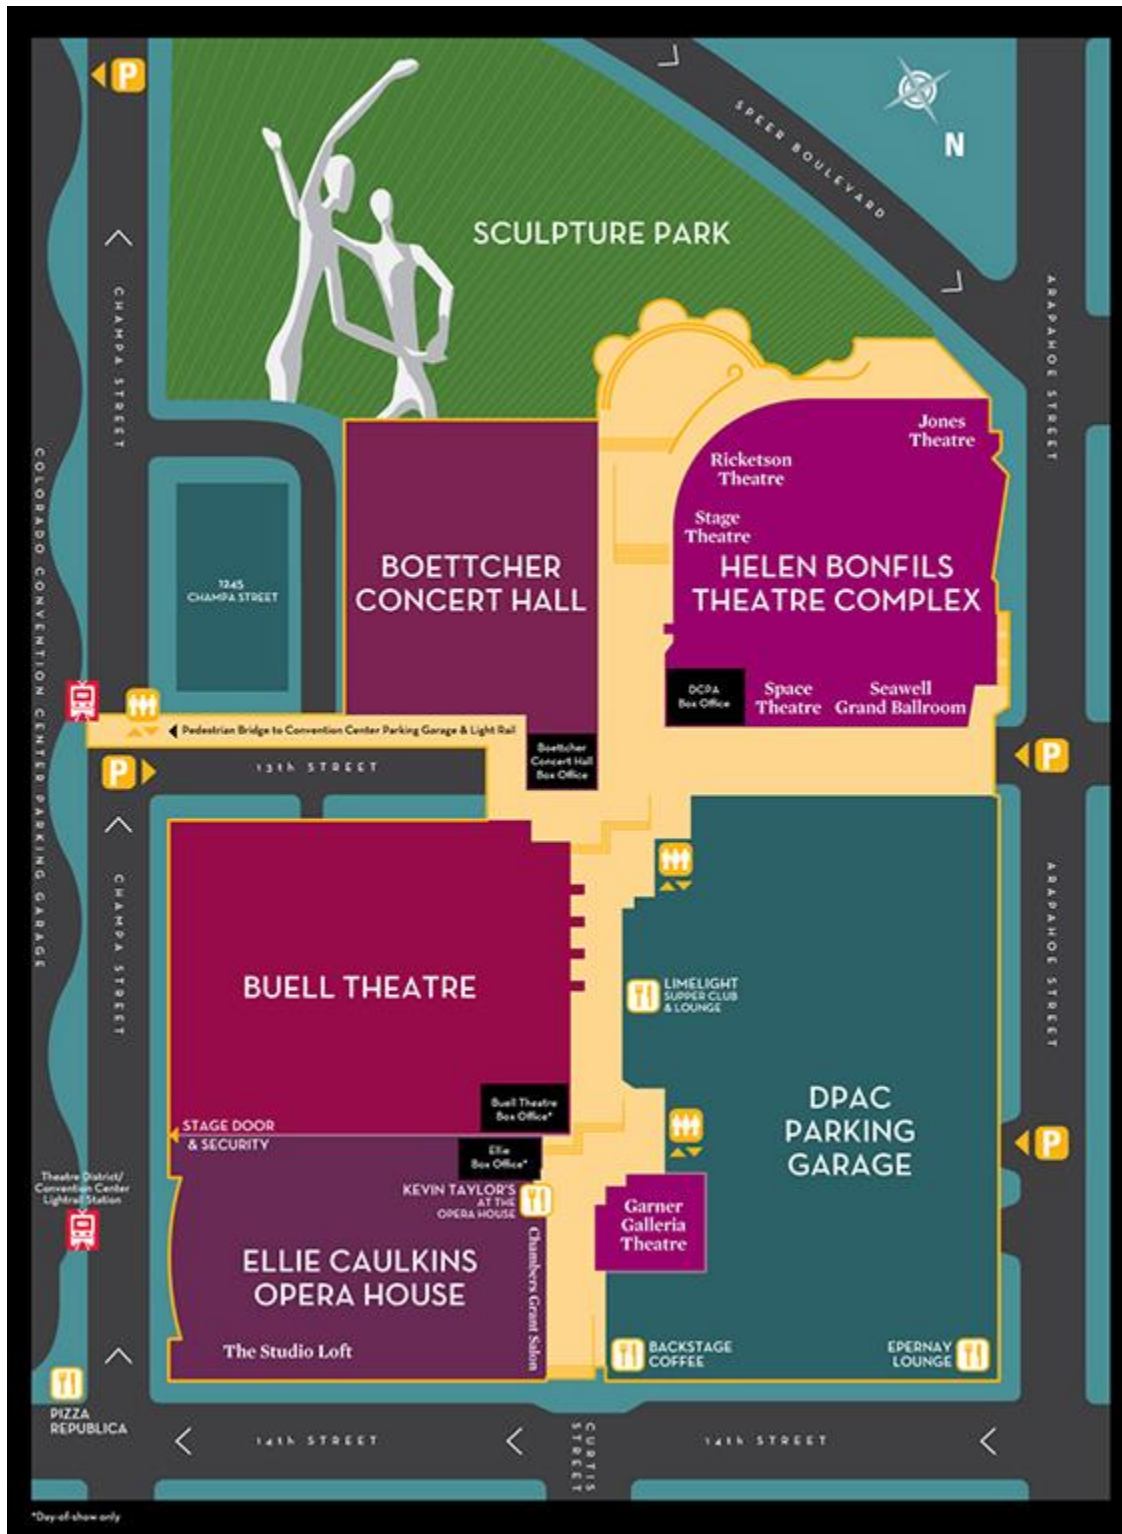 P
N
SPEER BOULEVARD
SCULPTURE PARK
CHAMPA STREET
ARAPAHOE STREET
COLORADO CONVENTION CENTER PARKING GARAGE
Jones
Theatre
Ricketson
Theatre
Stage
Theatre
BOETTCHER
CONCERT HALL
HELEN BONFILS
THEATRE COMPLEX
1245
CHAMPA STREET
DCPA
Box Office
Space
Theatre
Seawell
Grand Ballroom
Pedestrian Bridge to Convention Center Parking Garage & Light Rail
Boettcher
Concert Hall
Box Office
P
13th STREET
P
CHAMPA STREET
ARAPAHOE STREET
BUELL THEATRE
LIMELIGHT
SUPPER CLUB
& LOUNGE
Buell Theatre
Box Office*
DPAC
PARKING
GARAGE
STAGE DOOR
& SECURITY
P
Ellie
Box Office*
Theatre District/
Convention Center
Lightrail Station
KEVIN TAYLOR'S
AT THE
OPERA HOUSE
Garner
Galleria
Theatre
Chambers Grant Salon
ELLIE CAULKINS
OPERA HOUSE
The Studio Loft
BACKSTAGE
COFFEE
EPERNAY
LOUNGE
PIZZA
REPUBLICA
14th STREET
CURTIS
STREET
14th STREET
*Day-of-show only